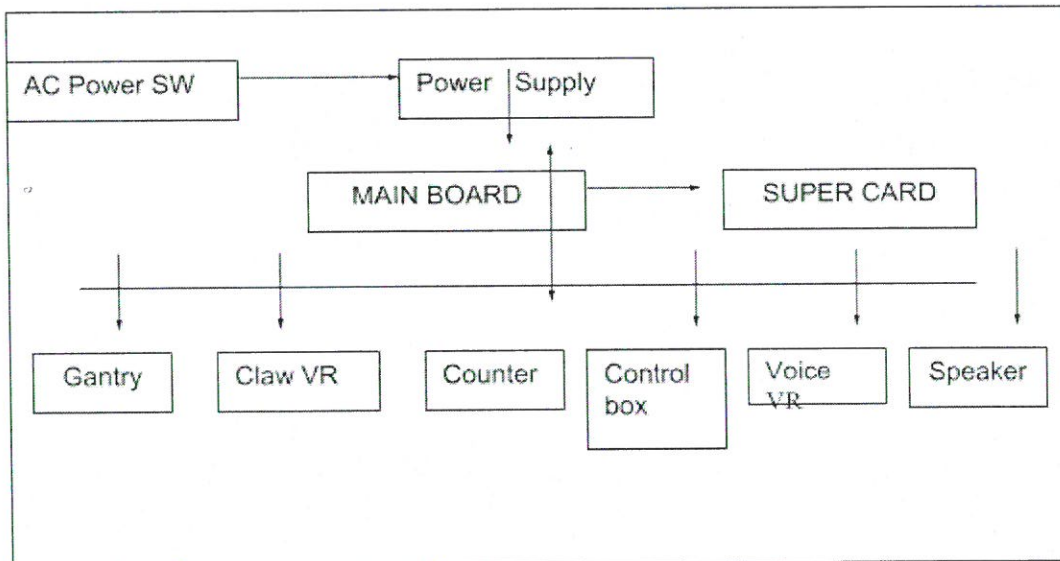 AC Power SW
Power Supply
MAIN BOARD
SUPER CARD
Gantry
Claw VR
Counter
Control
box
Voice
VR
Speaker